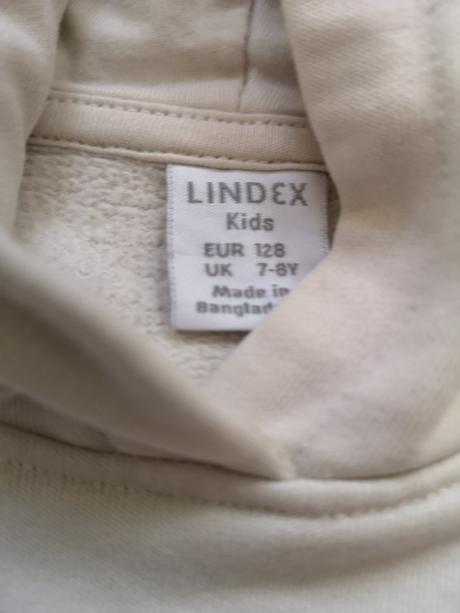 LINDEX
Kids
EUR 128
UK 7-8Y
Made in